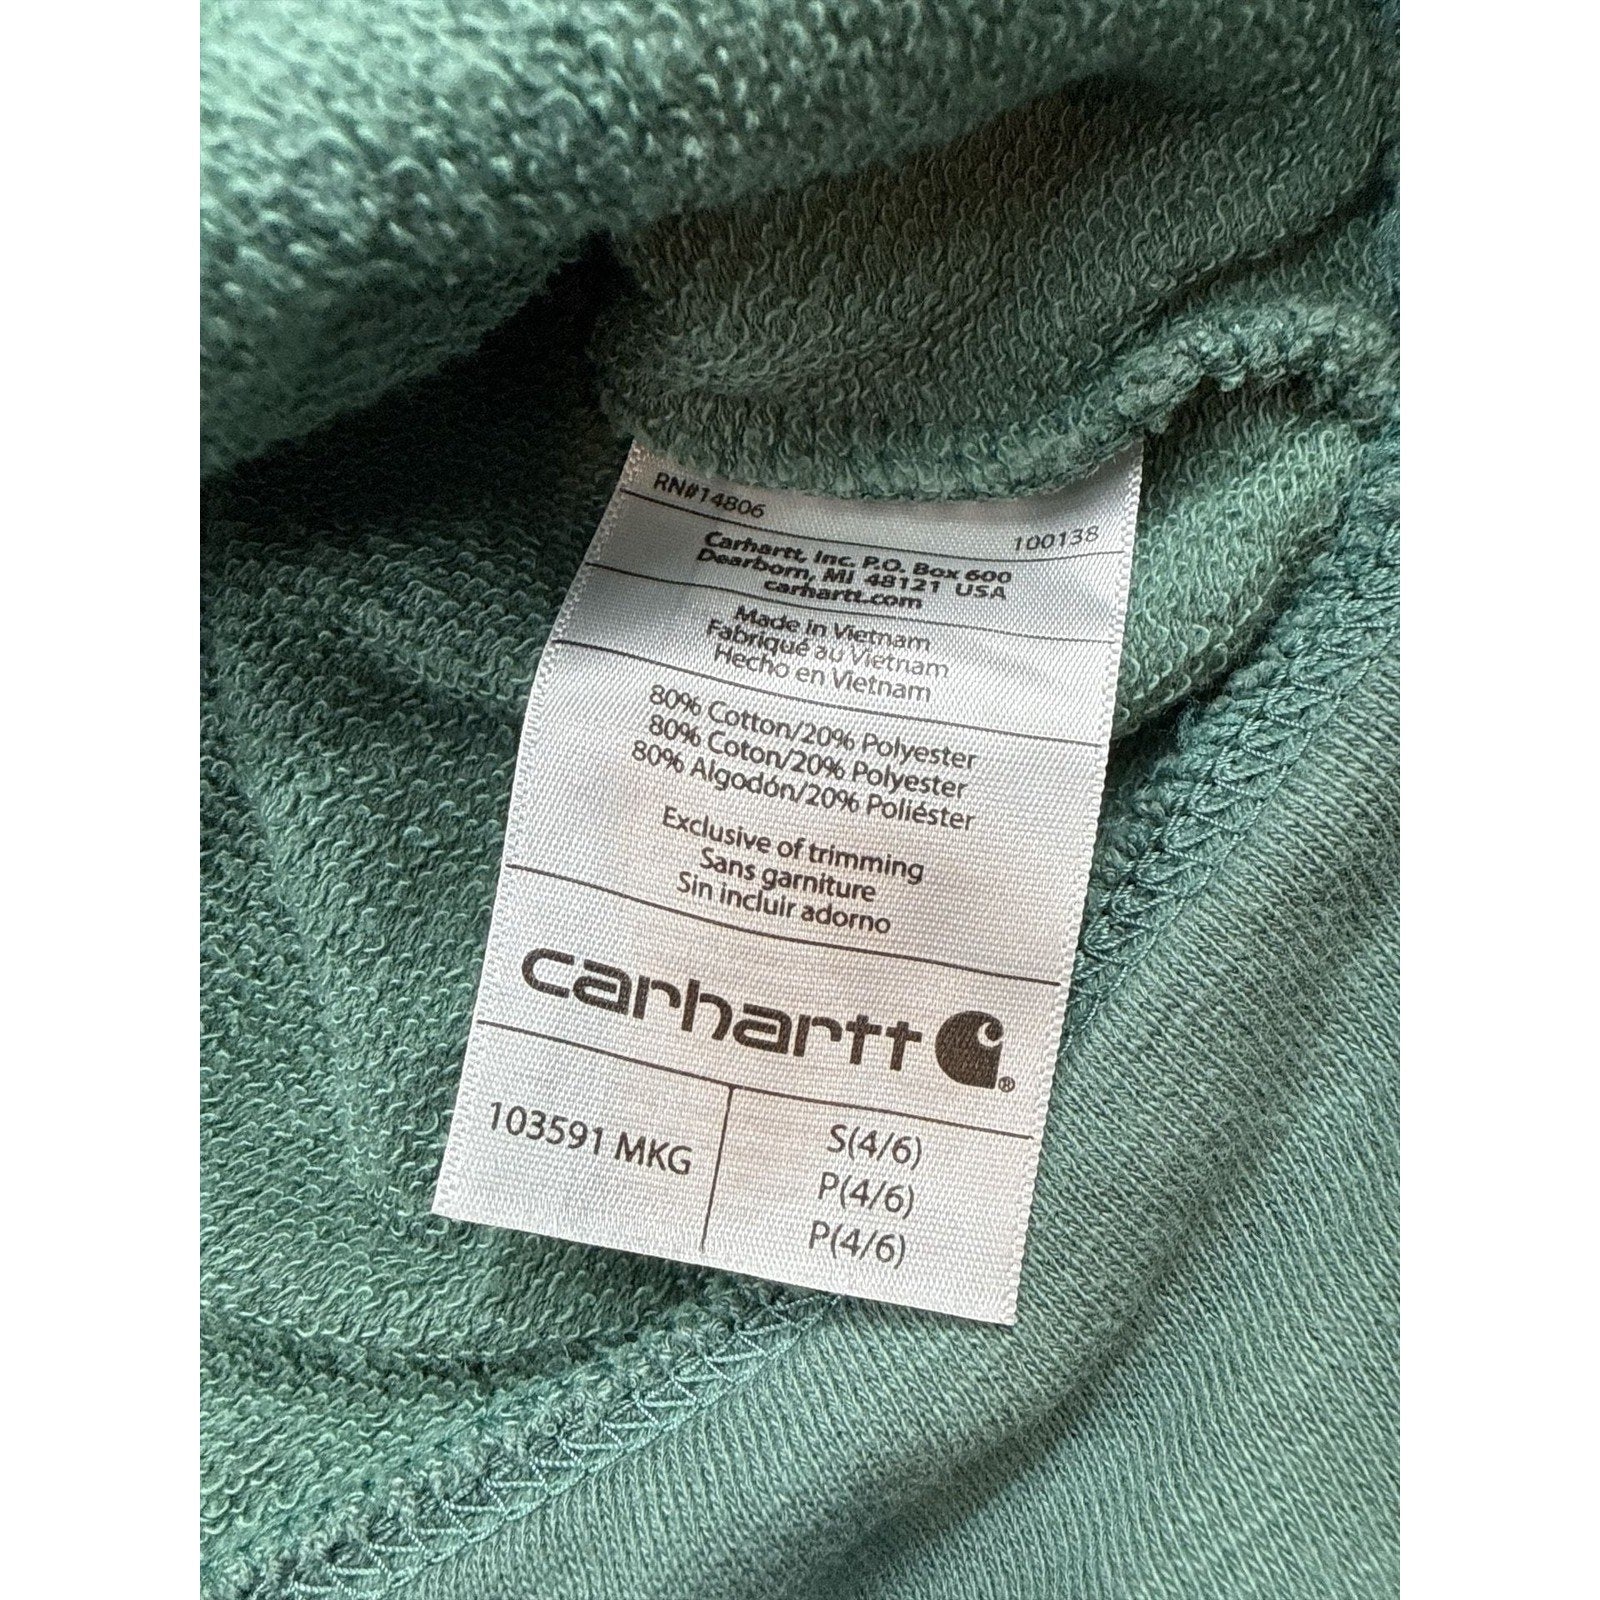 RN#14806
100138
Carhartt, Inc. P.O. Box 600
Dearborn, MI 48121 USA
carhartt.com
Made in Vietnam
Fabriqué au Vietnam
Hecho en Vietnam
80% Cotton/20% Polyester
80% Coton/20% Polyester
80% Algodón/20% Poliéster
Exclusive of trimming
Sans garniture
Sin incluir adorno
carhartt ®
103591 MKG
S(4/6)
P(4/6)
P(4/6)